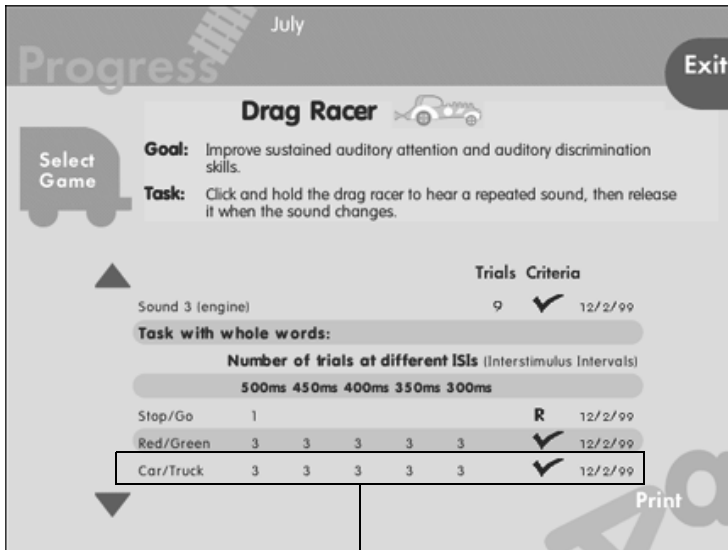 July
Progress
Exit
Drag Racer
Select
Game
Goal: Improve sustained auditory attention and auditory discrimination
skills.
Task: Click and hold the drag racer to hear a repeated sound, then release
it when the sound changes.
Trials Criteria
Sound 3 (engine) 9 ✓ 12/2/99
Task with whole words:
Number of trials at different ISIs (Interstimulus Intervals)
500ms 450ms 400ms 350ms 300ms
Stop/Go 1 R 12/2/99
Red/Green 3 3 3 3 3 ✓ 12/2/99
Car/Truck 3 3 3 3 3 ✓ 12/2/99
Print